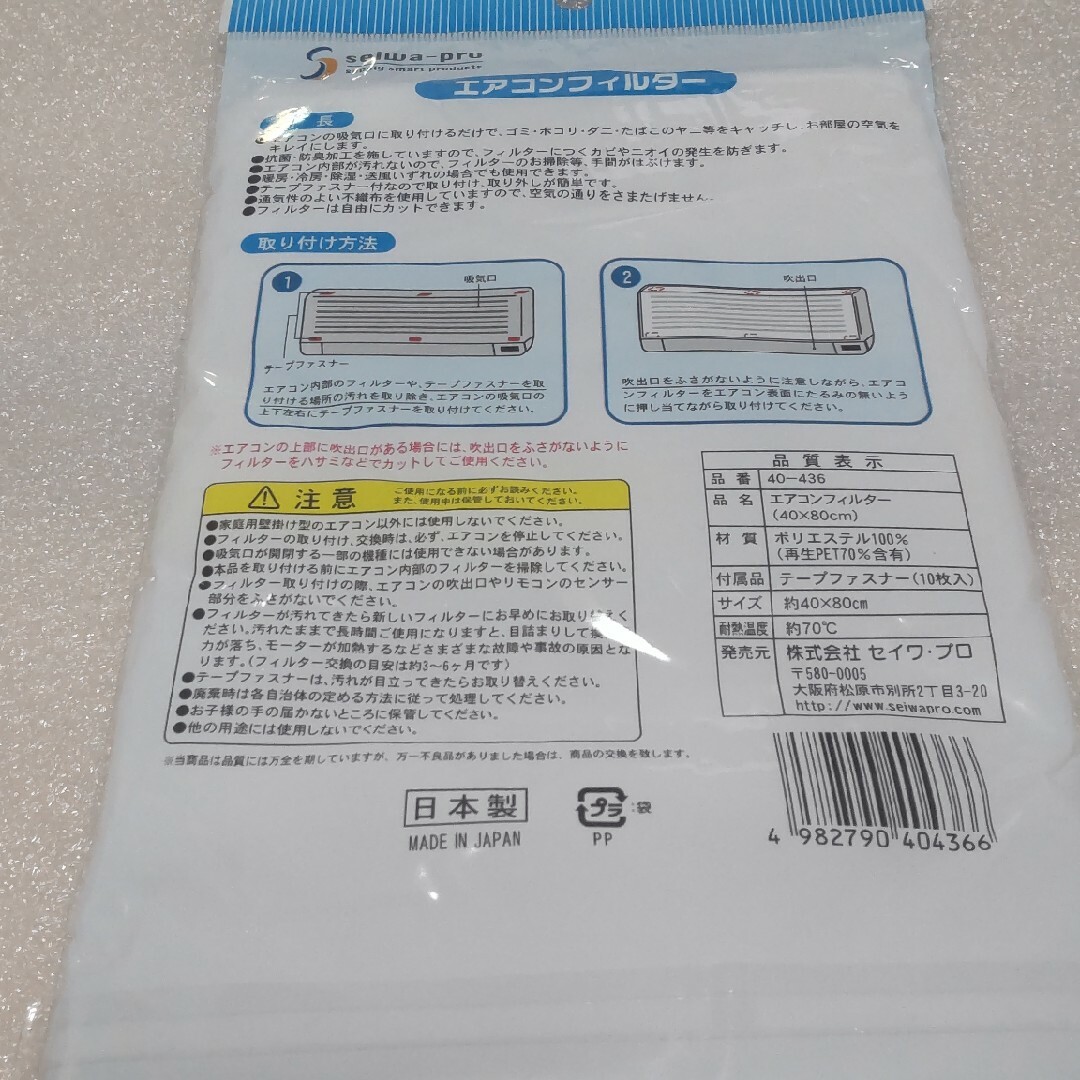 seiwa-pro
smart products
エアコンフィルター
長
エアコンの吸気口に取り付けるだけで、ゴミ・ホコリ・ダニ・たばこのヤニ等をキャッチし、お部屋の空気を
キレイにします。
●抗菌・防臭加工を施していますので、フィルターにつくカビやニオイの発生を防ぎます。
●エアコン内部が汚れないので、フィルターのお掃除等、手間がはぶけます。
●暖房・冷房・除湿・送風いずれの場合でも使用できます。
●テープファスナー付なので取り付け、取り外しが簡単です。
●通気性のよい不織布を使用していますので、空気の通りをさまたげません。
●フィルターは自由にカットできます。
取り付け方法
1
吸気口
テープファスナー
エアコン内部のフィルターや、テープファスナーを取
り付ける場所の汚れを取り除き、エアコンの吸気口の
上下左右にテープファスナーを取り付けてください。
2
吹出口
吹出口をふさがないように注意しながら、エアコ
ンフィルターをエアコン表面にたるみの無いよう
に押し当てながら取り付けてください。
※エアコンの上部に吹出口がある場合には、吹出口をふさがないように
フィルターをハサミなどでカットしてご使用ください。
注意
ご使用になる前に必ずお読みください。
また、使用中は保管しておいてください。
●家庭用壁掛け型のエアコン以外には使用しないでください。
●フィルターの取り付け、交換時は、必ず、エアコンを停止してください。
●吸気口が開閉する一部の機種には使用できない場合があります。
●本品を取り付ける前にエアコン内部のフィルターを掃除してください。
●フィルター取り付けの際、エアコンの吹出口やリモコンのセンサー
部分をふさがないでください。
●フィルターが汚れてきたら新しいフィルターにお早めにお取り替えく
ださい。汚れたままで長時間ご使用になりますと、目詰まりして
力が落ち、モーターが加熱するなどさまざまな故障や事故の原因とな
ります。(フィルター交換の目安は約3〜6ヶ月です)
●テープファスナーは、汚れが目立ってきたらお取り替えください。
●廃棄時は各自治体の定める方法に従って処理してください。
●お子様の手の届かないところに保管してください。
●他の用途には使用しないでください。
※当商品は品質には万全を期していますが、万一不良品がありました場合は、商品の交換を致します。
品質表示
品番 40-436
品名 エアコンフィルター
(40×80cm)
材質 ポリエステル100%
(再生PET70%含有)
付属品 テープファスナー(10枚入)
サイズ 約40×80cm
耐熱温度 約70℃
発売元 株式会社 セイワ・プロ
〒580-0005
大阪府松原市別所2丁目3-20
http://www.seiwapro.com
日本製
MADE IN JAPAN
プラ :袋
PP
4 982790 404366